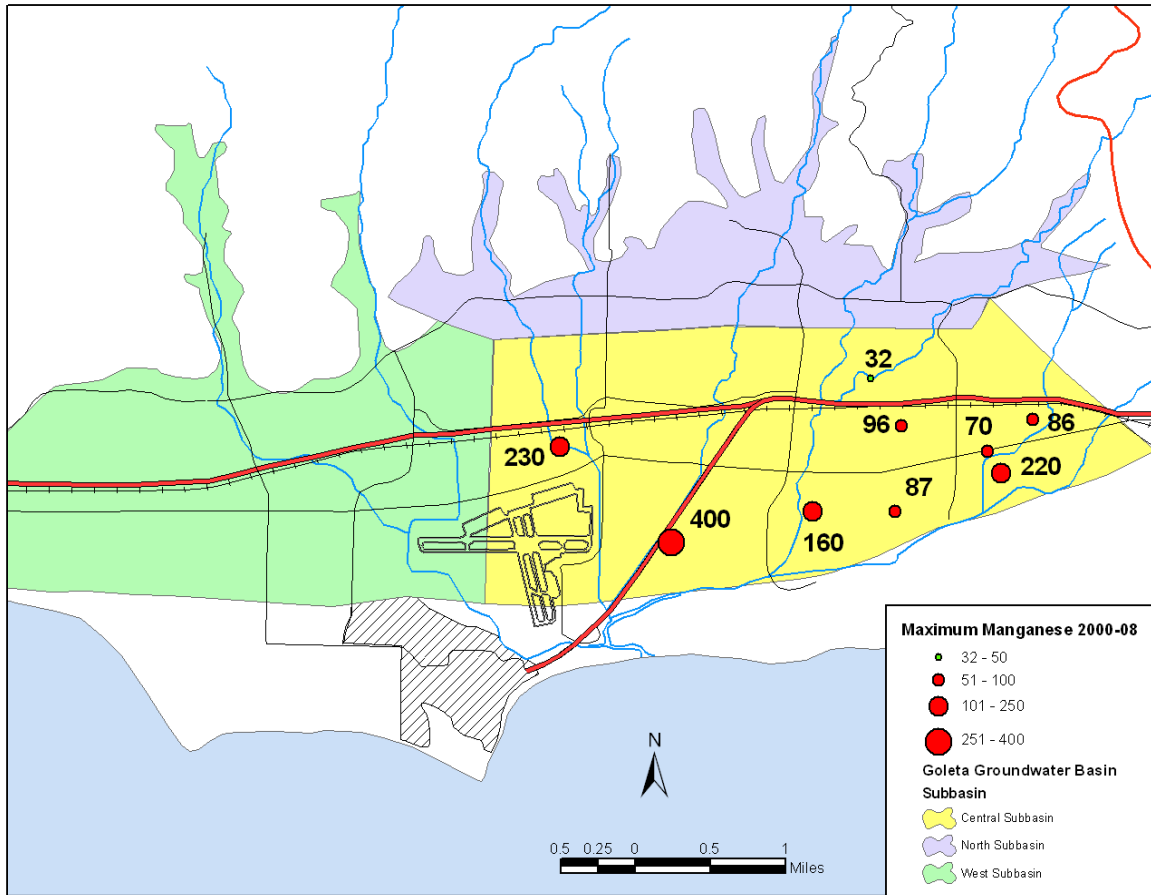 32
96
70
86
230
220
87
400
160
Maximum Manganese 2000-08
32 - 50
51 - 100
101 - 250
251 - 400
Goleta Groundwater Basin
Subbasin
Central Subbasin
North Subbasin
West Subbasin
N
0.5 0.25 0 0.5 1
Miles